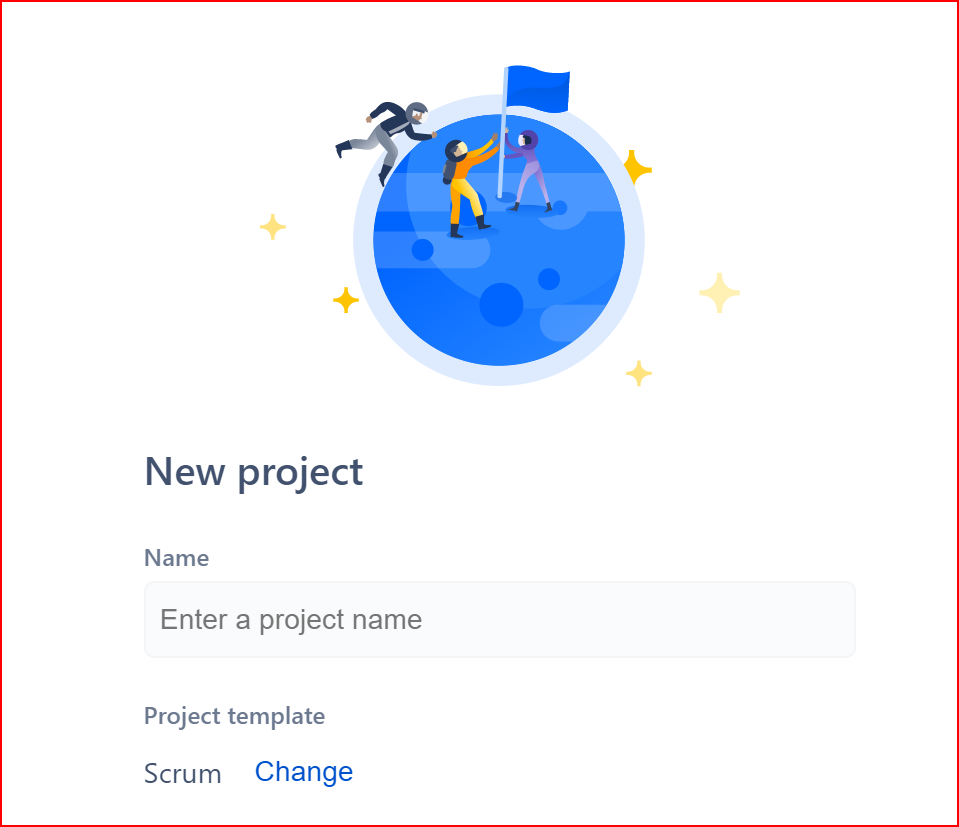 New project
Name
Enter a project name
Project template
Scrum Change